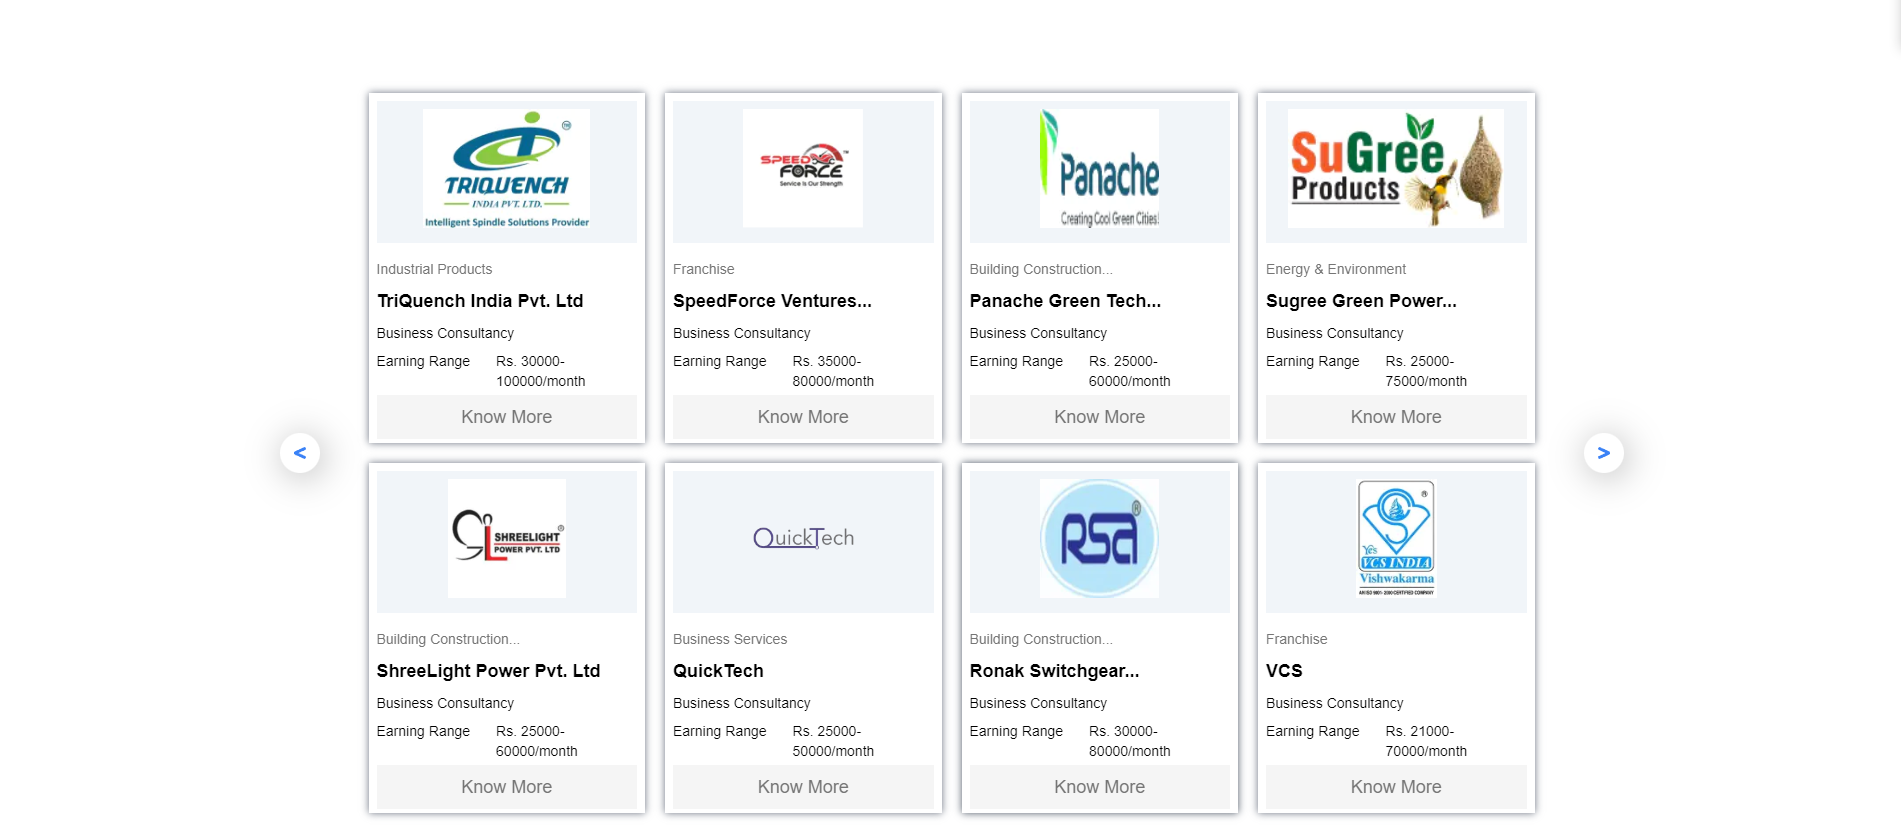 TRIQUENCH
INDIA PVT. LTD.
Intelligent Spindle Solutions Provider
Industrial Products
TriQuench India Pvt. Ltd
Business Consultancy
Earning Range Rs. 30000-
100000/month
Know More
SPEED
FORCE
Service Is Our Strength
Franchise
SpeedForce Ventures...
Business Consultancy
Earning Range Rs. 35000-
80000/month
Know More
Panache
Creating Cool Green Cities!
Building Construction...
Panache Green Tech...
Business Consultancy
Earning Range Rs. 25000-
60000/month
Know More
SuGree
Products
Energy & Environment
Sugree Green Power...
Business Consultancy
Earning Range Rs. 25000-
75000/month
Know More
<
>
SHREELIGHT
POWER PVT. LTD
Building Construction...
ShreeLight Power Pvt. Ltd
Business Consultancy
Earning Range Rs. 25000-
60000/month
Know More
QuickTech
Business Services
QuickTech
Business Consultancy
Earning Range Rs. 25000-
50000/month
Know More
RSA
Building Construction...
Ronak Switchgear...
Business Consultancy
Earning Range Rs. 30000-
80000/month
Know More
Yes
VCS INDIA
Vishwakarma
AN ISO 9001: 2000 CERTIFIED COMPANY
Franchise
VCS
Business Consultancy
Earning Range Rs. 21000-
70000/month
Know More